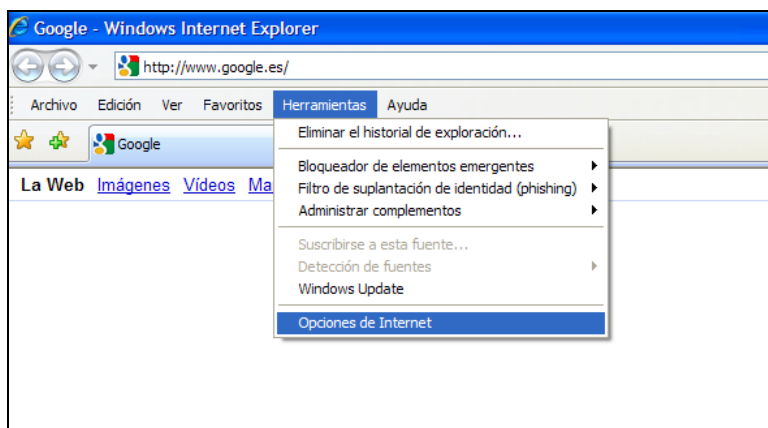 Google - Windows Internet Explorer
http://www.google.es/
Archivo Edición Ver Favoritos Herramientas Ayuda
Google
La Web Imágenes Vídeos Ma
Eliminar el historial de exploración...
Bloqueador de elementos emergentes
Filtro de suplantación de identidad (phishing)
Administrar complementos
Suscribirse a esta fuente...
Detección de fuentes
Windows Update
Opciones de Internet